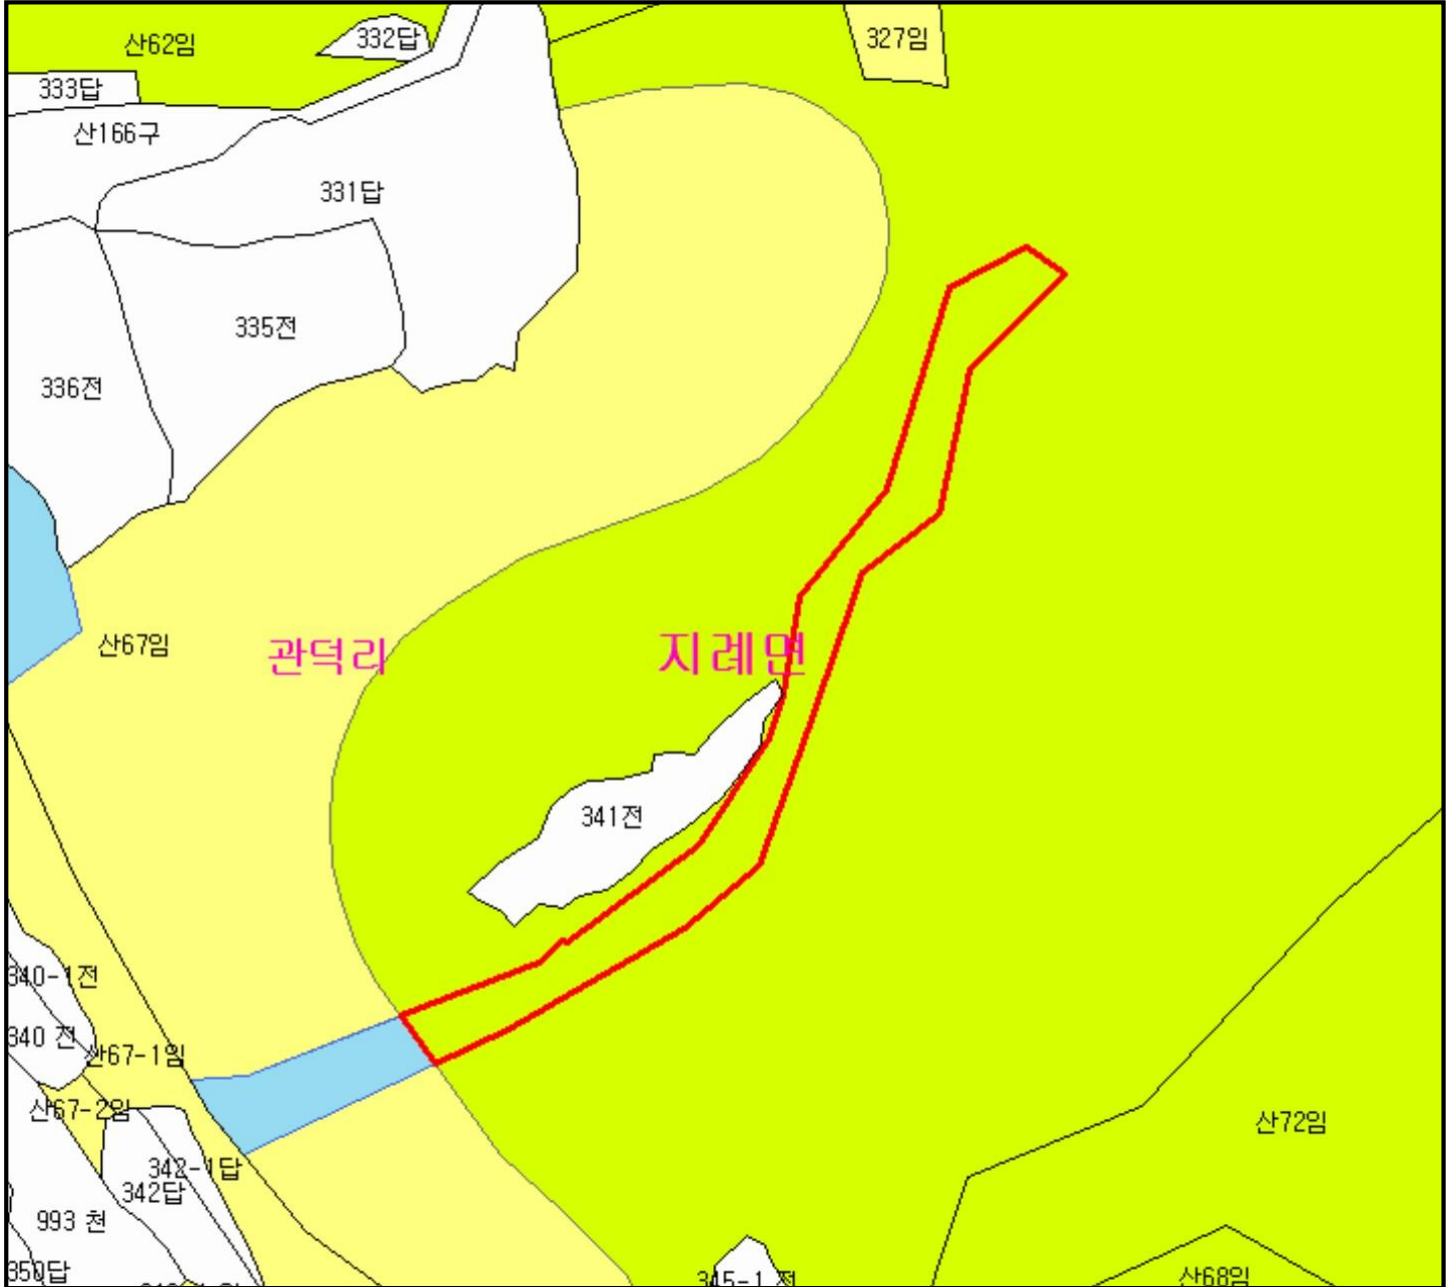 산62임
332답
327임
333답
산166구
331답
335전
336전
산67임
관덕리
지례면
341전
340-1전
340 전
산67-1임
산67-2임
342-1답
342답
993 천
350답
산72임
산68임
345-1 전